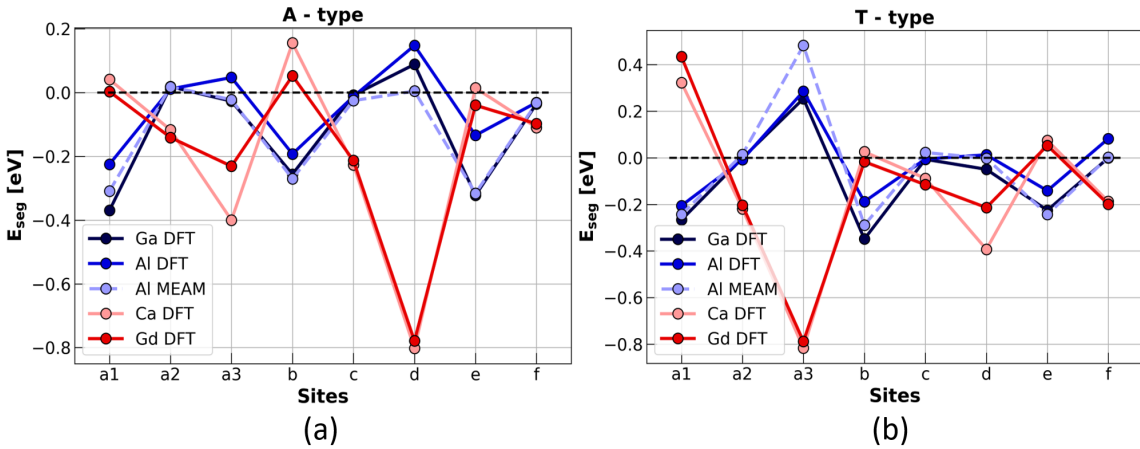 A - type
E_seg [eV]
0.2
0.0
−0.2
−0.4
−0.6
−0.8
Ga DFT
Al DFT
Al MEAM
Ca DFT
Gd DFT
a1 a2 a3 b c d e f
Sites
(a)
T - type
E_seg [eV]
0.4
0.2
0.0
−0.2
−0.4
−0.6
−0.8
Ga DFT
Al DFT
Al MEAM
Ca DFT
Gd DFT
a1 a2 a3 b c d e f
Sites
(b)